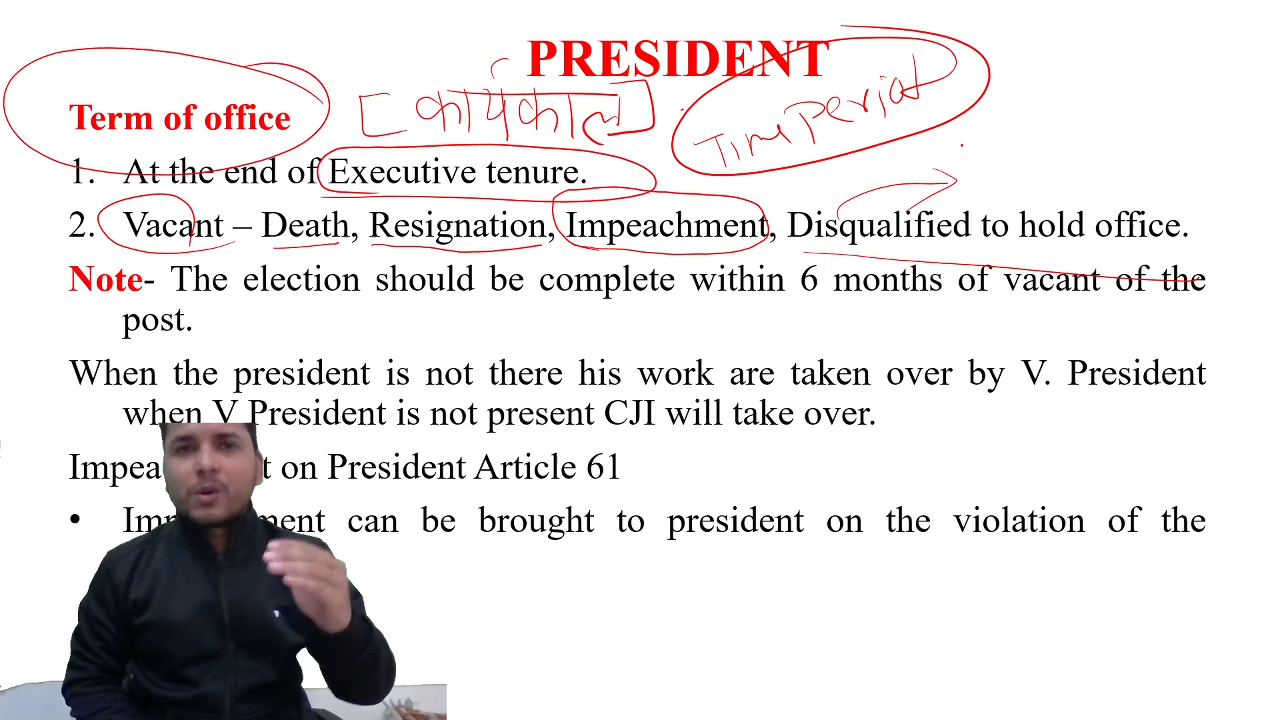 PRESIDENT
Term of office [कार्यकाल] Time Period
1. At the end of Executive tenure.
2. Vacant – Death, Resignation, Impeachment, Disqualified to hold office.
Note- The election should be complete within 6 months of vacant of the
post.
When the president is not there his work are taken over by V. President
when V President is not present CJI will take over.
on President Article 61
can be brought to president on the violation of the